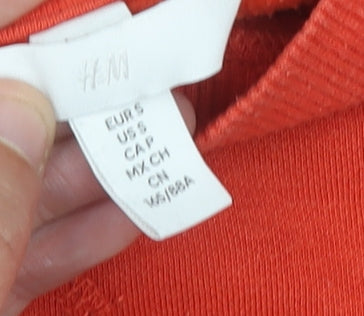 H&M
EUR S
US S
CA P
MX CH
CN
165/88A